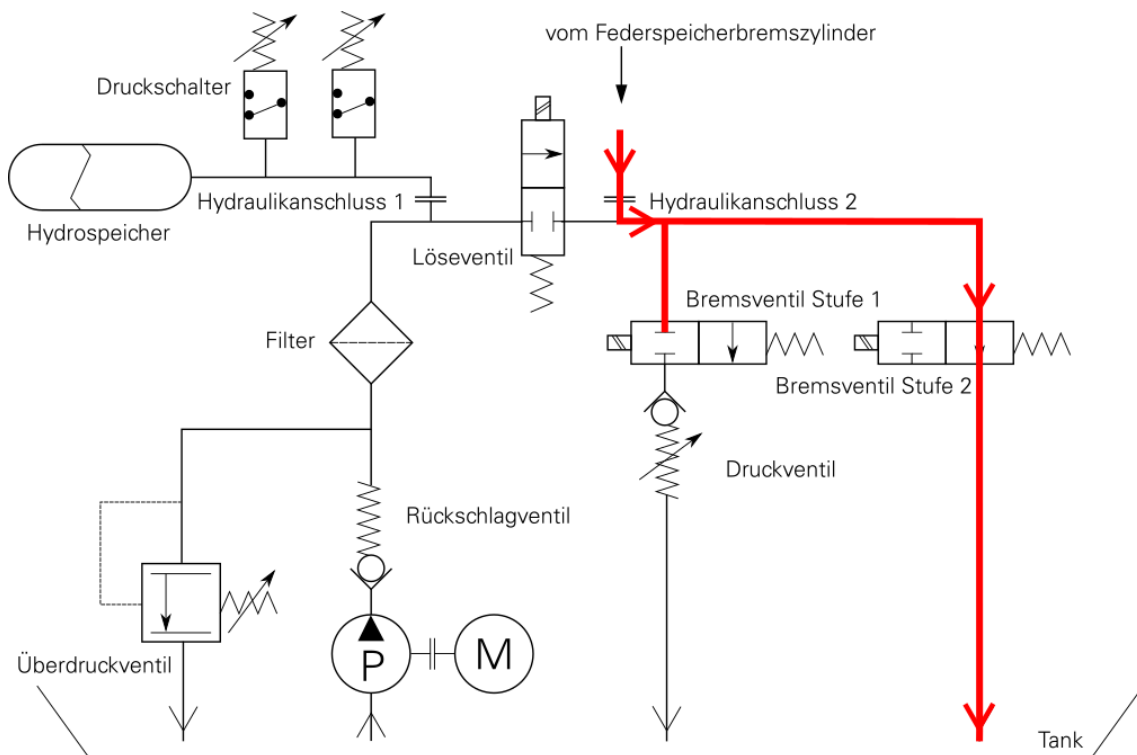 vom Federspeicherbremszylinder
Druckschalter
Hydraulikanschluss 1
Hydraulikanschluss 2
Hydrospeicher
Löseventil
Bremsventil Stufe 1
Filter
Bremsventil Stufe 2
Druckventil
Rückschlagventil
P
M
Überdruckventil
Tank